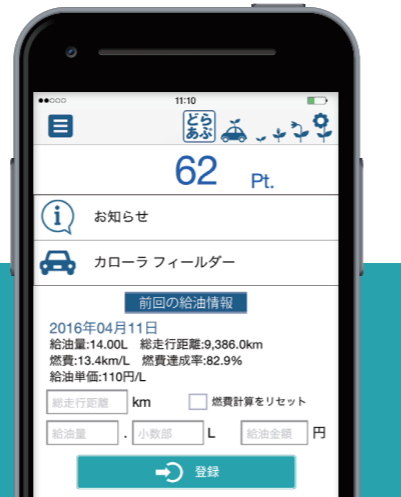 11:10
どら
あぷ
62 Pt.
お知らせ
カローラ フィールダー
前回の給油情報
2016年04月11日
給油量:14.00L 総走行距離:9,386.0km
燃費:13.4km/L 燃費達成率:82.9%
給油単価:110円/L
総走行距離 km 燃費計算をリセット
給油量 . 小数部 L 給油金額 円
登録